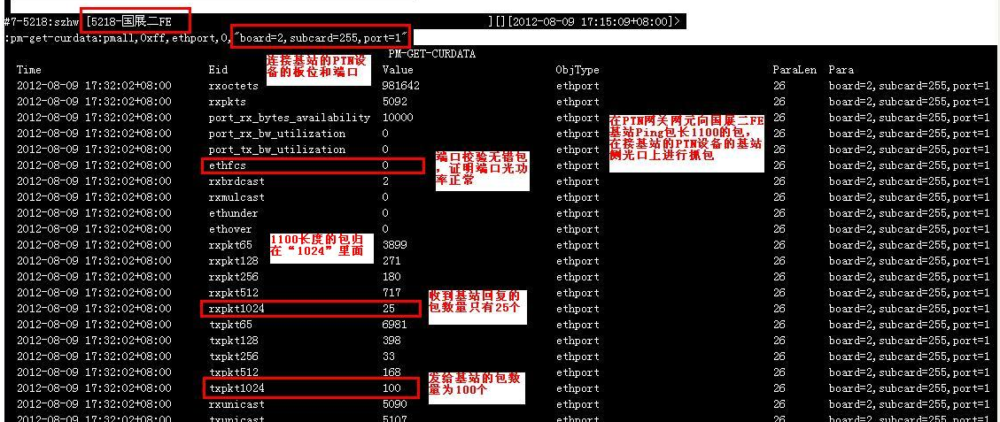 #7-5218:szhw [5218-国展二FE ][][2012-08-09 17:15:09+08:00]>
:pm-get-curdata:pmall,0xff,ethport,0,"board=2,subcard=255,port=1"
PM-GET-CURDATA
连接基站的PTN设
备的板位和端口
Time Eid Value ObjType ParaLen Para
2012-08-09 17:32:02+08:00 rxoctets 981642 ethport 26 board=2,subcard=255,port=1
2012-08-09 17:32:02+08:00 rxpkts 5092 ethport 26 board=2,subcard=255,port=1
2012-08-09 17:32:02+08:00 port_rx_bytes_availability 10000 ethport 26 board=2,subcard=255,port=1
2012-08-09 17:32:02+08:00 port_rx_bw_utilization 0 ethport 26 board=2,subcard=255,port=1
2012-08-09 17:32:02+08:00 port_tx_bw_utilization 0 ethport 26 board=2,subcard=255,port=1
2012-08-09 17:32:02+08:00 ethfcs 0 ethport 26 board=2,subcard=255,port=1
2012-08-09 17:32:02+08:00 rxbrdcast 2 ethport 26 board=2,subcard=255,port=1
2012-08-09 17:32:02+08:00 rxmulcast 0 ethport 26 board=2,subcard=255,port=1
2012-08-09 17:32:02+08:00 ethunder 0 ethport 26 board=2,subcard=255,port=1
2012-08-09 17:32:02+08:00 ethover 0 ethport 26 board=2,subcard=255,port=1
2012-08-09 17:32:02+08:00 rxpkt65 3899 ethport 26 board=2,subcard=255,port=1
2012-08-09 17:32:02+08:00 rxpkt128 271 ethport 26 board=2,subcard=255,port=1
2012-08-09 17:32:02+08:00 rxpkt256 180 ethport 26 board=2,subcard=255,port=1
2012-08-09 17:32:02+08:00 rxpkt512 717 ethport 26 board=2,subcard=255,port=1
2012-08-09 17:32:02+08:00 rxpkt1024 25 ethport 26 board=2,subcard=255,port=1
2012-08-09 17:32:02+08:00 txpkt65 6981 ethport 26 board=2,subcard=255,port=1
2012-08-09 17:32:02+08:00 txpkt128 398 ethport 26 board=2,subcard=255,port=1
2012-08-09 17:32:02+08:00 txpkt256 33 ethport 26 board=2,subcard=255,port=1
2012-08-09 17:32:02+08:00 txpkt512 168 ethport 26 board=2,subcard=255,port=1
2012-08-09 17:32:02+08:00 txpkt1024 100 ethport 26 board=2,subcard=255,port=1
2012-08-09 17:32:02+08:00 rxunicast 5090 ethport 26 board=2,subcard=255,port=1
2012-08-09 17:32:02+08:00 txunicast 5107 ethport 26 board=2,subcard=255,port=1
在PTN网关网元向国展二FE
基站Ping包长1100的包，
在接基站的PTN设备的基站
侧光口上进行抓包
端口校验无错包
，证明端口光功
率正常
1100长度的包归
在“1024”里面
收到基站回复的
包数量只有25个
发给基站的包数
量为100个